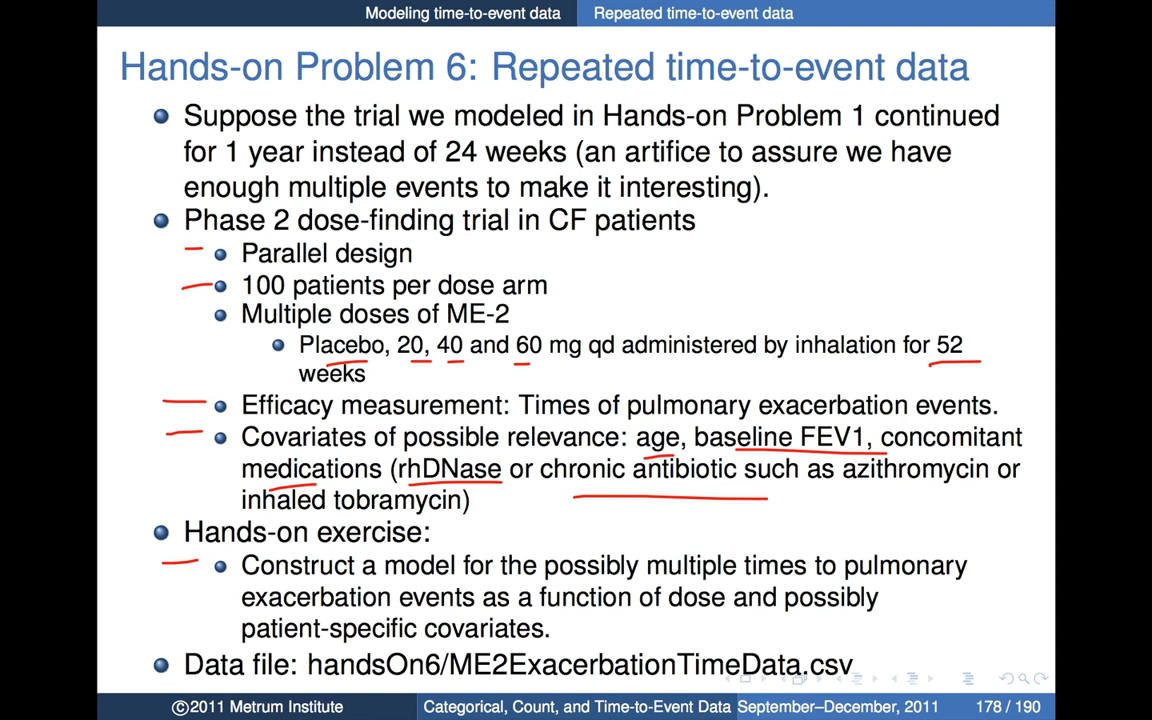 Modeling time-to-event data Repeated time-to-event data
Hands-on Problem 6: Repeated time-to-event data
Suppose the trial we modeled in Hands-on Problem 1 continued
for 1 year instead of 24 weeks (an artifice to assure we have
enough multiple events to make it interesting).
Phase 2 dose-finding trial in CF patients
Parallel design
100 patients per dose arm
Multiple doses of ME-2
Placebo, 20, 40 and 60 mg qd administered by inhalation for 52
weeks
Efficacy measurement: Times of pulmonary exacerbation events.
Covariates of possible relevance: age, baseline FEV1, concomitant
medications (rhDNase or chronic antibiotic such as azithromycin or
inhaled tobramycin)
Hands-on exercise:
Construct a model for the possibly multiple times to pulmonary
exacerbation events as a function of dose and possibly
patient-specific covariates.
Data file: handsOn6/ME2ExacerbationTimeData.csv
©2011 Metrum Institute Categorical, Count, and Time-to-Event Data September–December, 2011 178 / 190